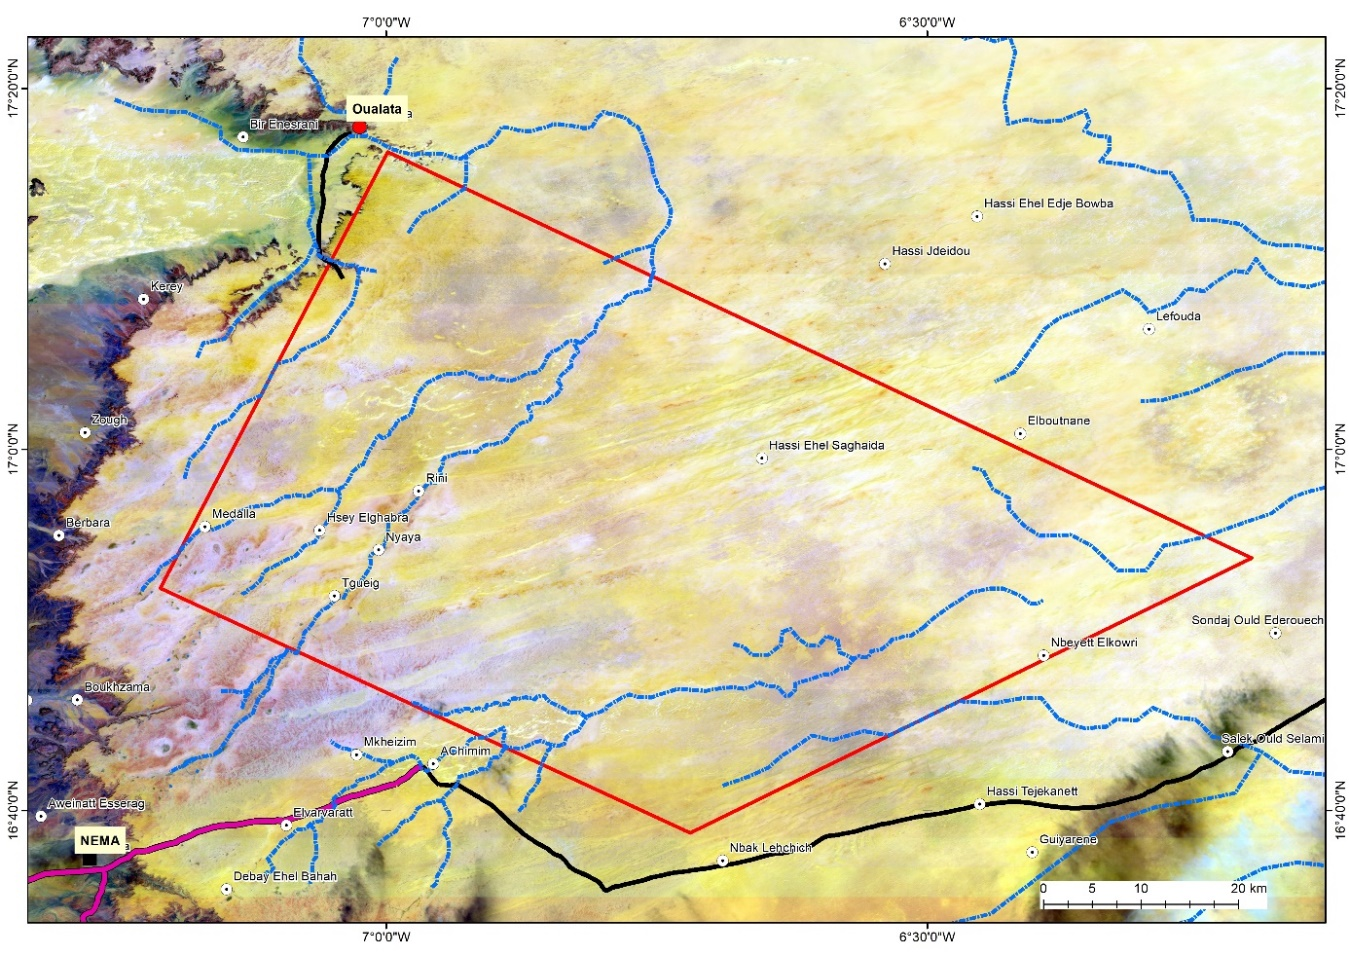 7°0'0"W
6°30'0"W
17°20'0"N
17°20'0"N
Oualata
a
Bir Enesrani
Hassi Ehel Edje Bowba
Hassi Jdeidou
Kerey
Lefouda
Zough
Elboutnane
17°0'0"N
17°0'0"N
Hassi Ehel Saghaida
Rini
Medalla
Hsey Elghabra
Berbara
Nyaya
Tgueig
Sondaj Ould Ederouech
Nbeyett Elkowri
Boukhzama
Mkheizim
AChimim
Salek Ould Selami
Hassi Tejekanett
Aweinatt Esserag
Elvarvaratt
16°40'0"N
16°40'0"N
NEMA
a
Nbak Lehchich
Guiyarene
Debay Ehel Bahah
0 5 10 20 km
7°0'0"W
6°30'0"W